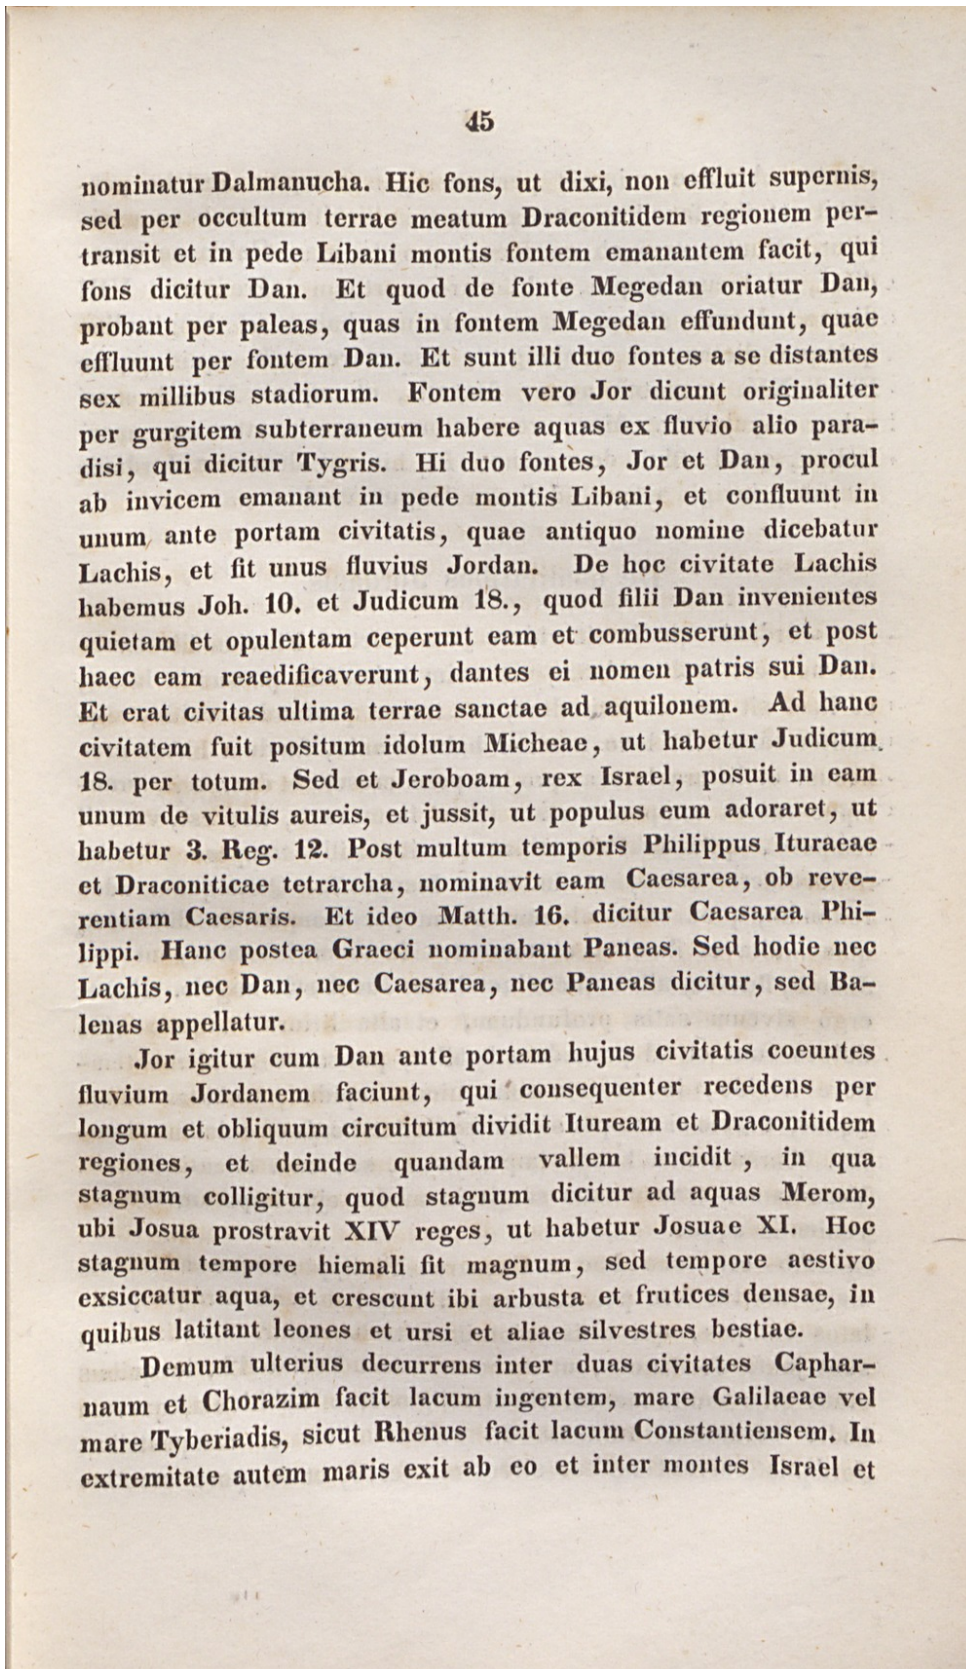 45
nominatur Dalmanucha. Hic fons, ut dixi, non effluit supernis,
sed per occultum terrae meatum Draconitidem regionem per-
transit et in pede Libani montis fontem emanantem facit, qui
fons dicitur Dan. Et quod de fonte Megedan oriatur Dan,
probant per paleas, quas in fontem Megedan effundunt, quae
effluunt per fontem Dan. Et sunt illi duo fontes a se distantes
sex millibus stadiorum. Fontem vero Jor dicunt originaliter
per gurgitem subterraneum habere aquas ex fluvio alio para-
disi, qui dicitur Tygris. Hi duo fontes, Jor et Dan, procul
ab invicem emanant in pede montis Libani, et confluunt in
unum ante portam civitatis, quae antiquo nomine dicebatur
Lachis, et fit unus fluvius Jordan. De hoc civitate Lachis
habemus Joh. 10. et Judicum 18., quod filii Dan invenientes
quietam et opulentam ceperunt eam et combusserunt, et post
haec eam reaedificaverunt, dantes ei nomen patris sui Dan.
Et erat civitas ultima terrae sanctae ad aquilonem. Ad hanc
civitatem fuit positum idolum Micheae, ut habetur Judicum
18. per totum. Sed et Jeroboam, rex Israel, posuit in eam
unum de vitulis aureis, et jussit, ut populus eum adoraret, ut
habetur 3. Reg. 12. Post multum temporis Philippus Ituraeae
et Draconiticae tetrarcha, nominavit eam Caesarea, ob reve-
rentiam Caesaris. Et ideo Matth. 16. dicitur Caesarea Phi-
lippi. Hanc postea Graeci nominabant Paneas. Sed hodie nec
Lachis, nec Dan, nec Caesarea, nec Paneas dicitur, sed Ba-
lenas appellatur.
Jor igitur cum Dan ante portam hujus civitatis coeuntes
fluvium Jordanem faciunt, qui consequenter recedens per
longum et obliquum circuitum dividit Ituream et Draconitidem
regiones, et deinde quandam vallem incidit, in qua
stagnum colligitur, quod stagnum dicitur ad aquas Merom,
ubi Josua prostravit XIV reges, ut habetur Josuae XI. Hoc
stagnum tempore hiemali fit magnum, sed tempore aestivo
exsiccatur aqua, et crescunt ibi arbusta et frutices densae, in
quibus latitant leones et ursi et aliae silvestres bestiae.
Demum ulterius decurrens inter duas civitates Caphar-
naum et Chorazim facit lacum ingentem, mare Galilaeae vel
mare Tyberiadis, sicut Rhenus facit lacum Constantiensem. In
extremitate autem maris exit ab eo et inter montes Israel et